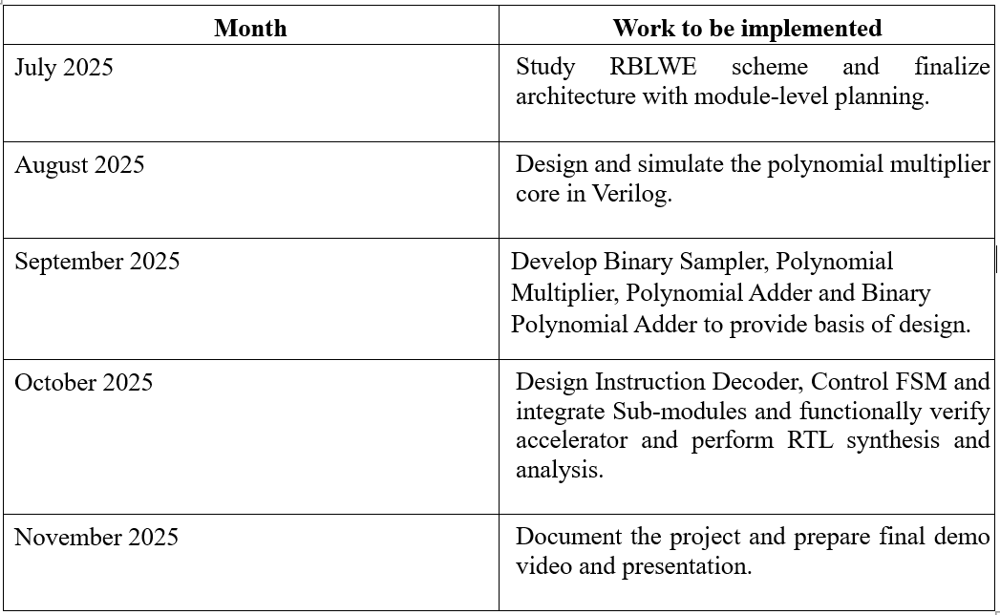 Month Work to be implemented
July 2025 Study RBLWE scheme and finalize
architecture with module-level planning.
August 2025 Design and simulate the polynomial multiplier
core in Verilog.
September 2025 Develop Binary Sampler, Polynomial
Multiplier, Polynomial Adder and Binary
Polynomial Adder to provide basis of design.
October 2025 Design Instruction Decoder, Control FSM and
integrate Sub-modules and functionally verify
accelerator and perform RTL synthesis and
analysis.
November 2025 Document the project and prepare final demo
video and presentation.